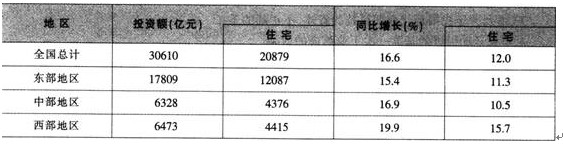 地区 投资额(亿元) 住宅 同比增长(%) 住宅
全国总计 30610 20879 16.6 12.0
东部地区 17809 12087 15.4 11.3
中部地区 6328 4376 16.9 10.5
西部地区 6473 4415 19.9 15.7